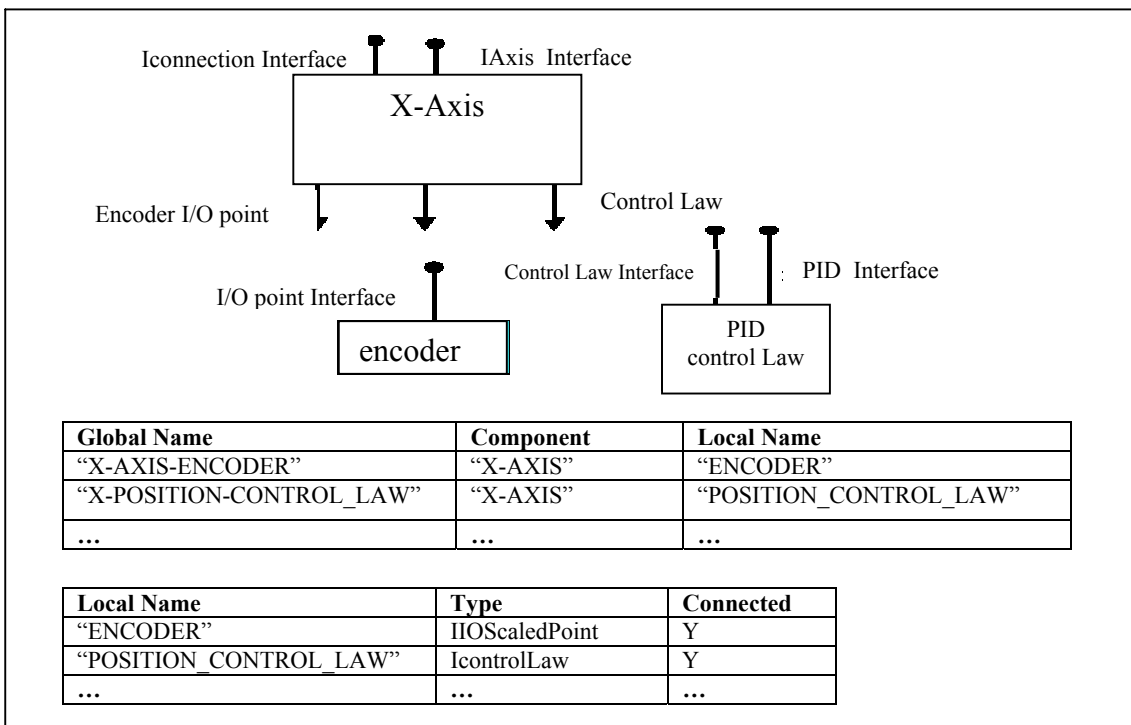 Iconnection Interface
IAxis Interface
X-Axis
Encoder I/O point
Control Law
Control Law Interface
: PID Interface
I/O point Interface
encoder
PID
control Law
Global Name Component Local Name
“X-AXIS-ENCODER” “X-AXIS” “ENCODER”
“X-POSITION-CONTROL_LAW” “X-AXIS” “POSITION_CONTROL_LAW”
... ... ...
Local Name Type Connected
“ENCODER” IIOScaledPoint Y
“POSITION_CONTROL_LAW” IcontrolLaw Y
... ... ...